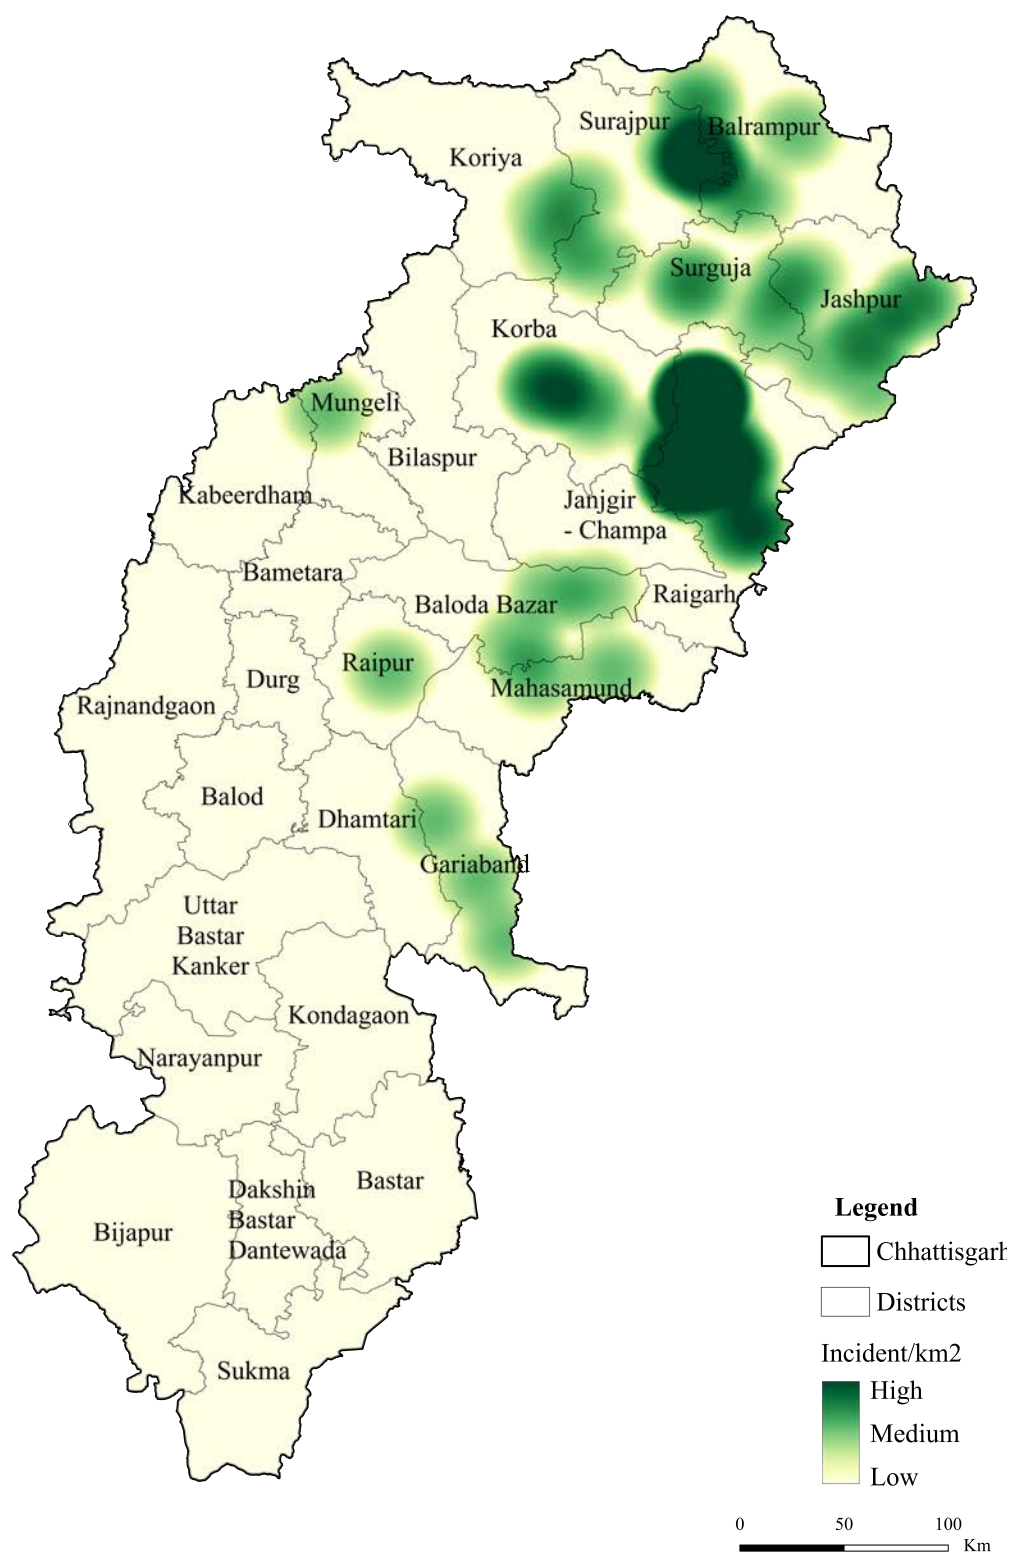 Surajpur
Balrampur
Koriya
Surguja
Jashpur
Korba
Mungeli
Bilaspur
Kabeerdham
Janjgir
- Champa
Bametara
Raigarh
Baloda Bazar
Raipur
Durg
Mahasamund
Rajnandgaon
Balod
Dhamtari
Gariaband
Uttar
Bastar
Kanker
Kondagaon
Narayanpur
Bastar
Dakshin
Bastar
Dantewada
Bijapur
Sukma
Legend
Chhattisgarh
Districts
Incident/km2
High
Medium
Low
0 50 100
Km